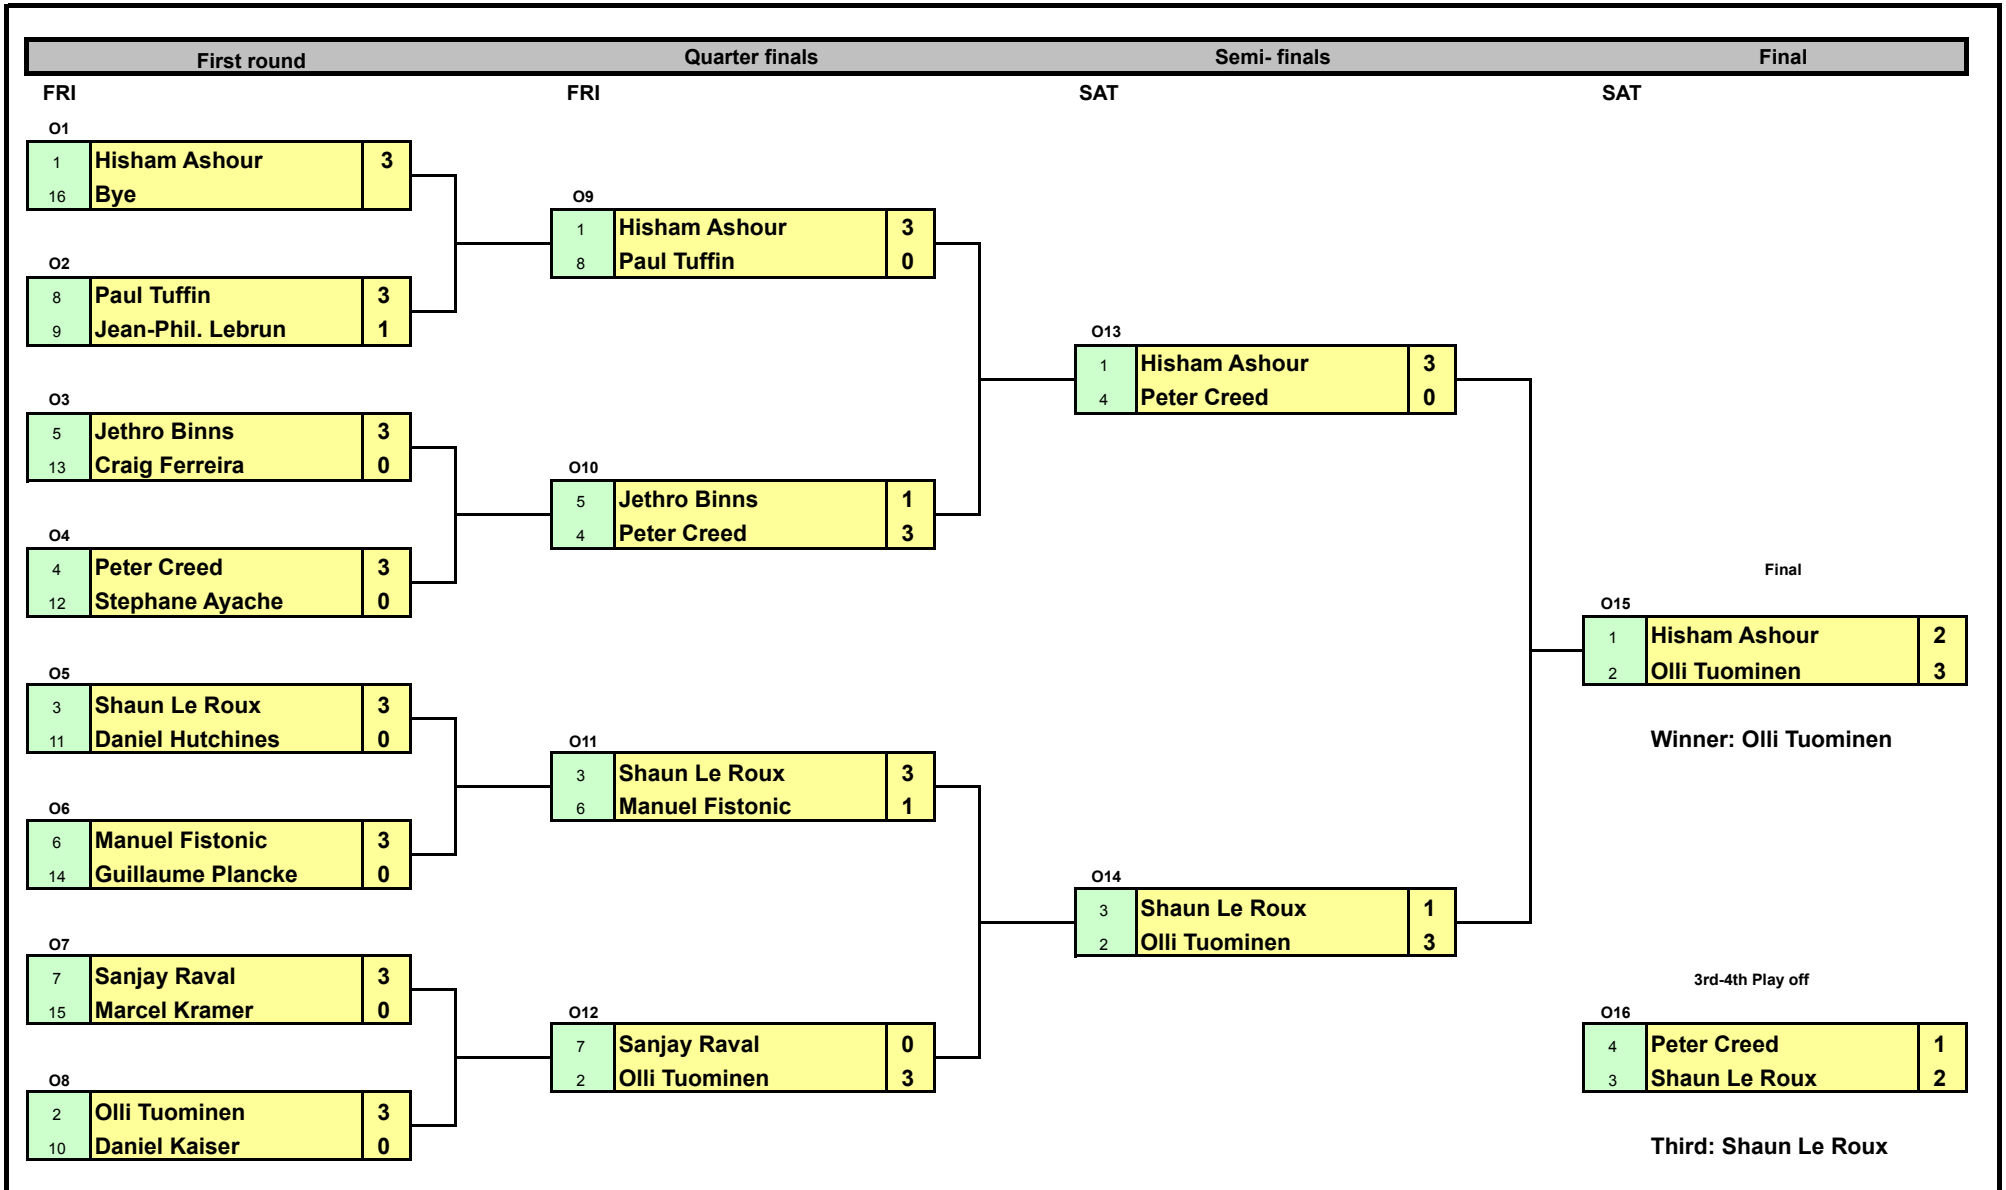 First round Quarter finals Semi- finals Final
FRI FRI SAT SAT
O1
1 Hisham Ashour 3
16 Bye
O2
8 Paul Tuffin 3
9 Jean-Phil. Lebrun 1
O3
5 Jethro Binns 3
13 Craig Ferreira 0
O4
4 Peter Creed 3
12 Stephane Ayache 0
O5
3 Shaun Le Roux 3
11 Daniel Hutchines 0
O6
6 Manuel Fistonic 3
14 Guillaume Plancke 0
O7
7 Sanjay Raval 3
15 Marcel Kramer 0
O8
2 Olli Tuominen 3
10 Daniel Kaiser 0
O9
1 Hisham Ashour 3
8 Paul Tuffin 0
O10
5 Jethro Binns 1
4 Peter Creed 3
O11
3 Shaun Le Roux 3
6 Manuel Fistonic 1
O12
7 Sanjay Raval 0
2 Olli Tuominen 3
O13
1 Hisham Ashour 3
4 Peter Creed 0
O14
3 Shaun Le Roux 1
2 Olli Tuominen 3
Final
O15
1 Hisham Ashour 2
2 Olli Tuominen 3
Winner: Olli Tuominen
3rd-4th Play off
O16
4 Peter Creed 1
3 Shaun Le Roux 2
Third: Shaun Le Roux